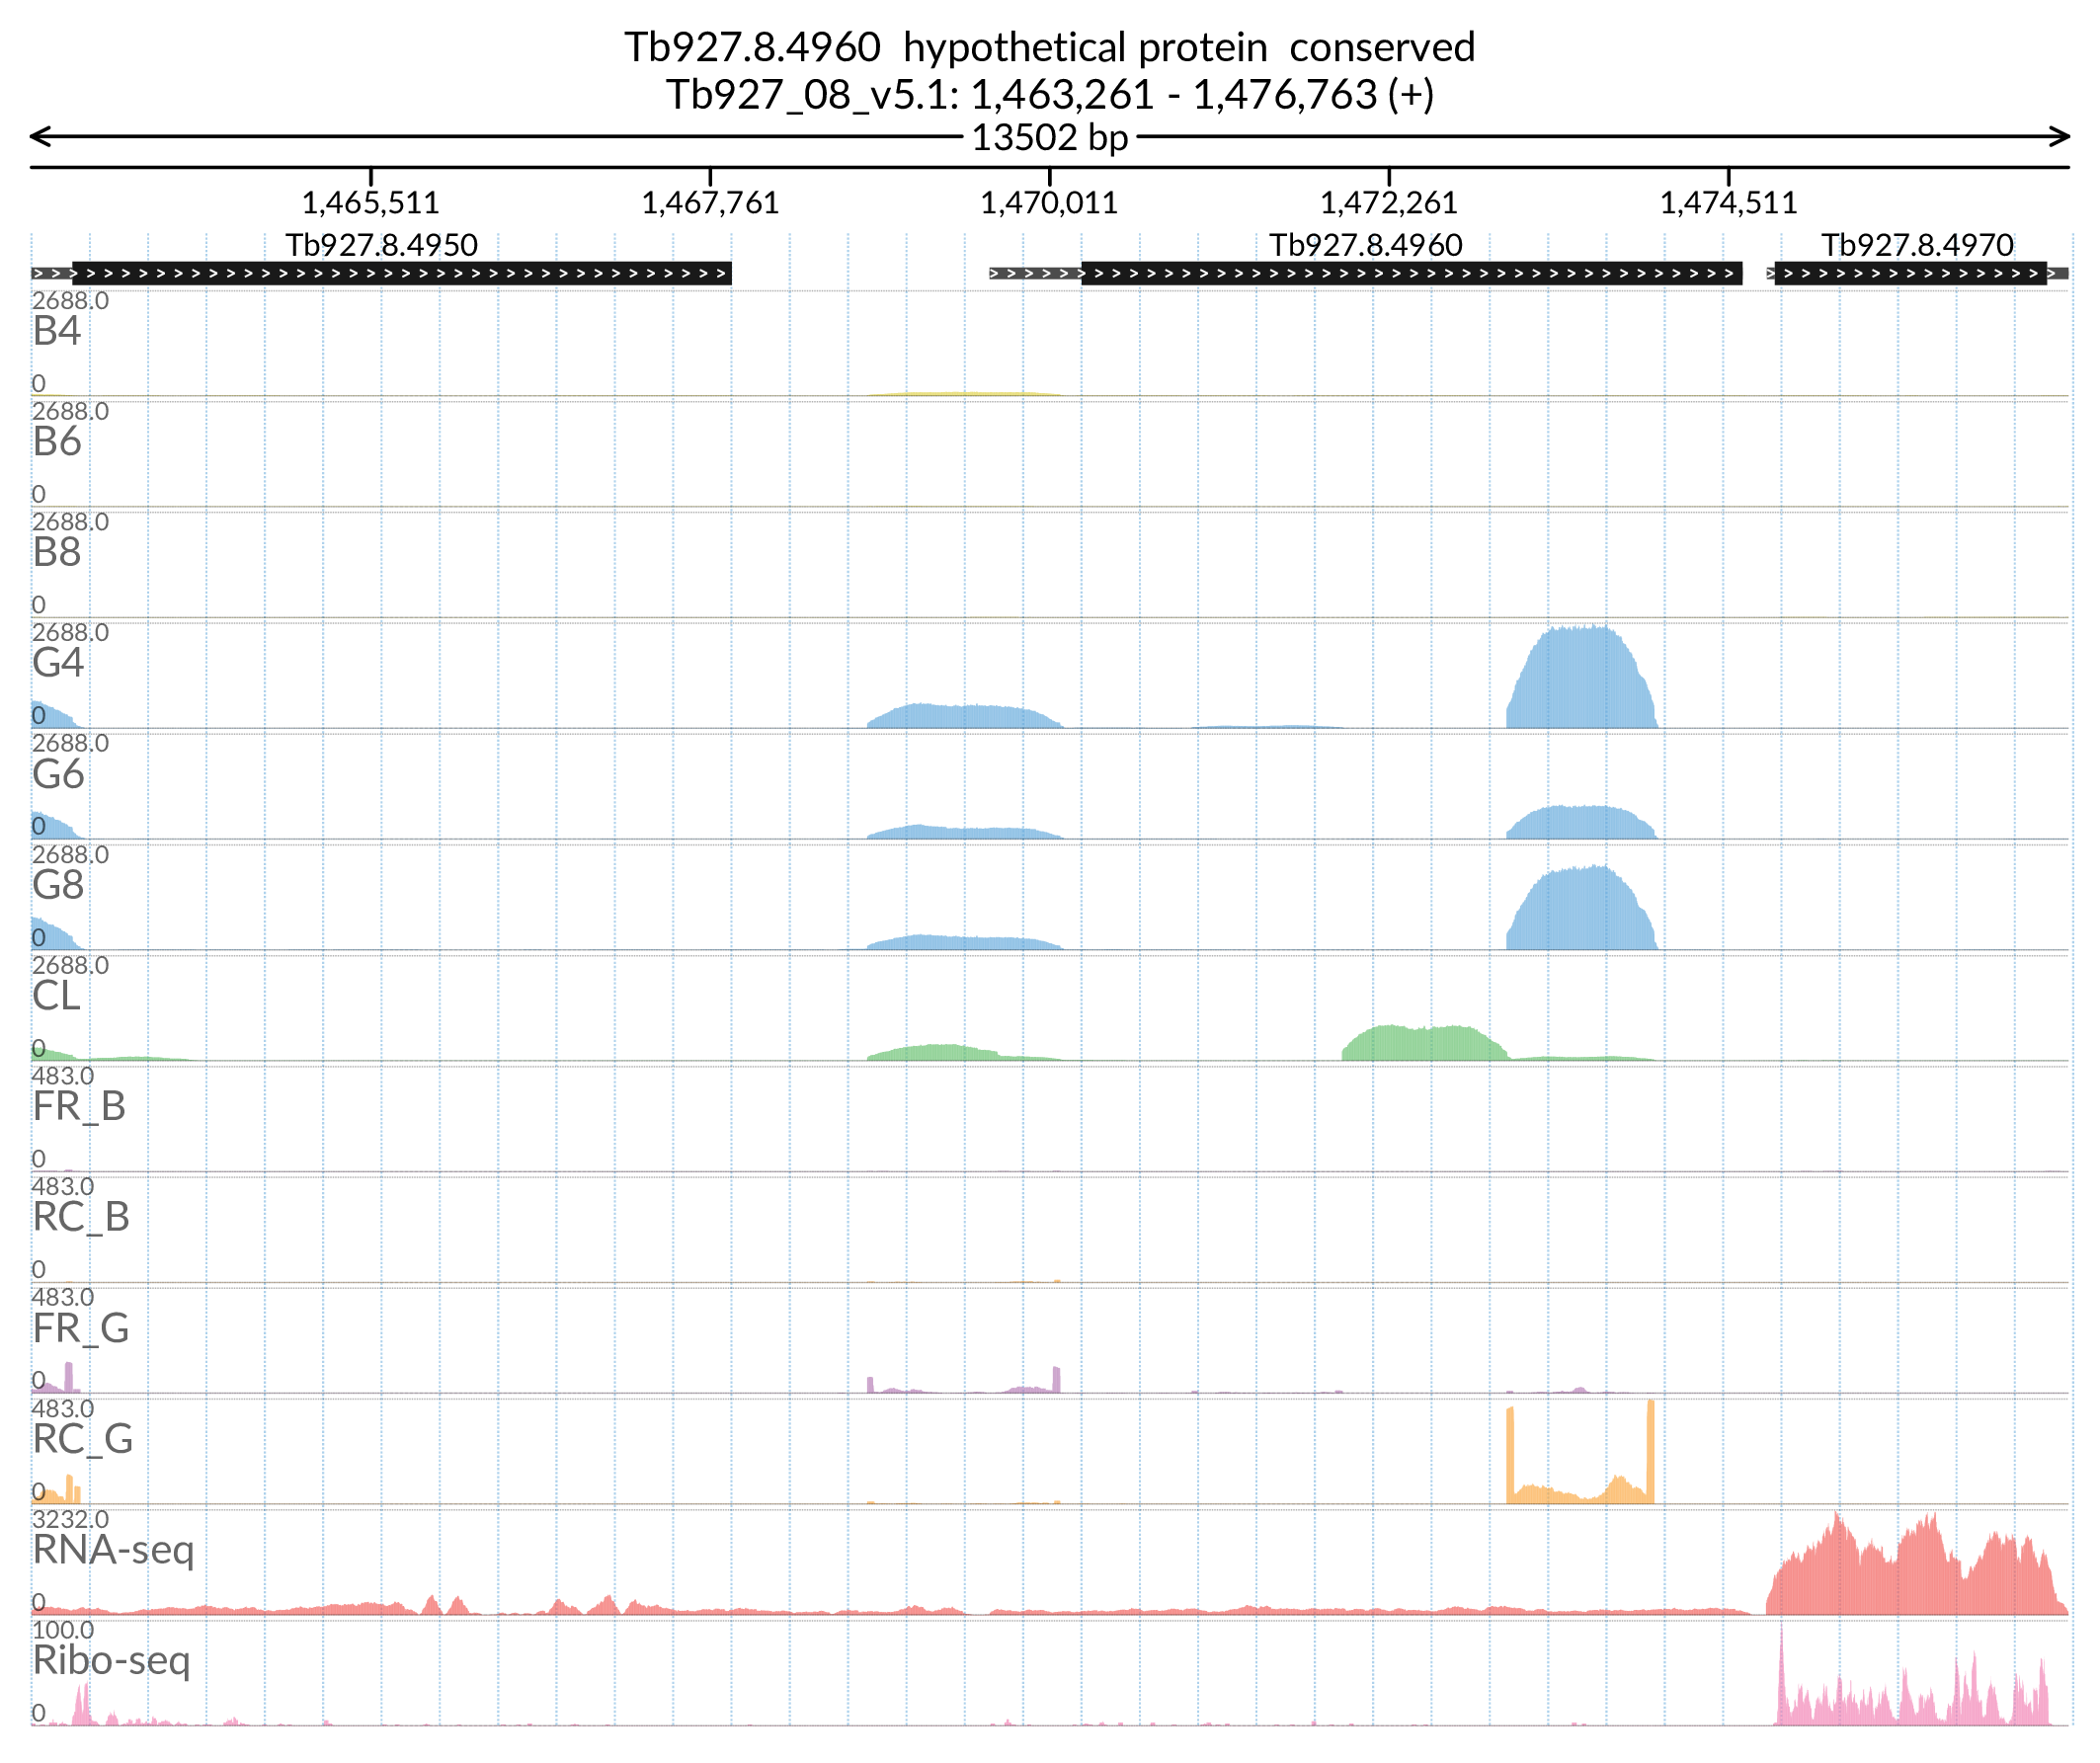 Tb927.8.4960 hypothetical protein conserved
Tb927_08_v5.1: 1,463,261 - 1,476,763 (+)
13502 bp
1,465,511 1,467,761 1,470,011 1,472,261 1,474,511
Tb927.8.4950 Tb927.8.4960 Tb927.8.4970
2688.0
B4
0
2688.0
B6
0
2688.0
B8
0
2688.0
G4
0
2688.0
G6
0
2688.0
G8
0
2688.0
CL
0
483.0
FR_B
0
483.0
RC_B
0
483.0
FR_G
0
483.0
RC_G
0
3232.0
RNA-seq
0
100.0
Ribo-seq
0